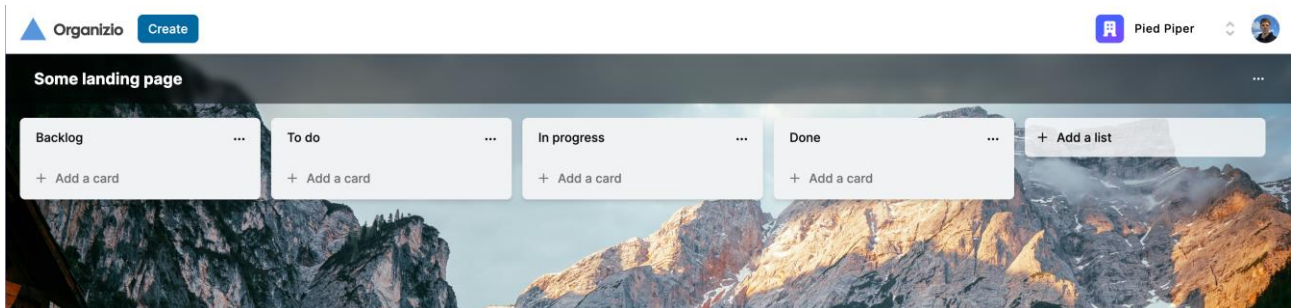 Organizio Create Pied Piper
Some landing page ...
Backlog ... To do ... In progress ... Done ... + Add a list
+ Add a card + Add a card + Add a card + Add a card